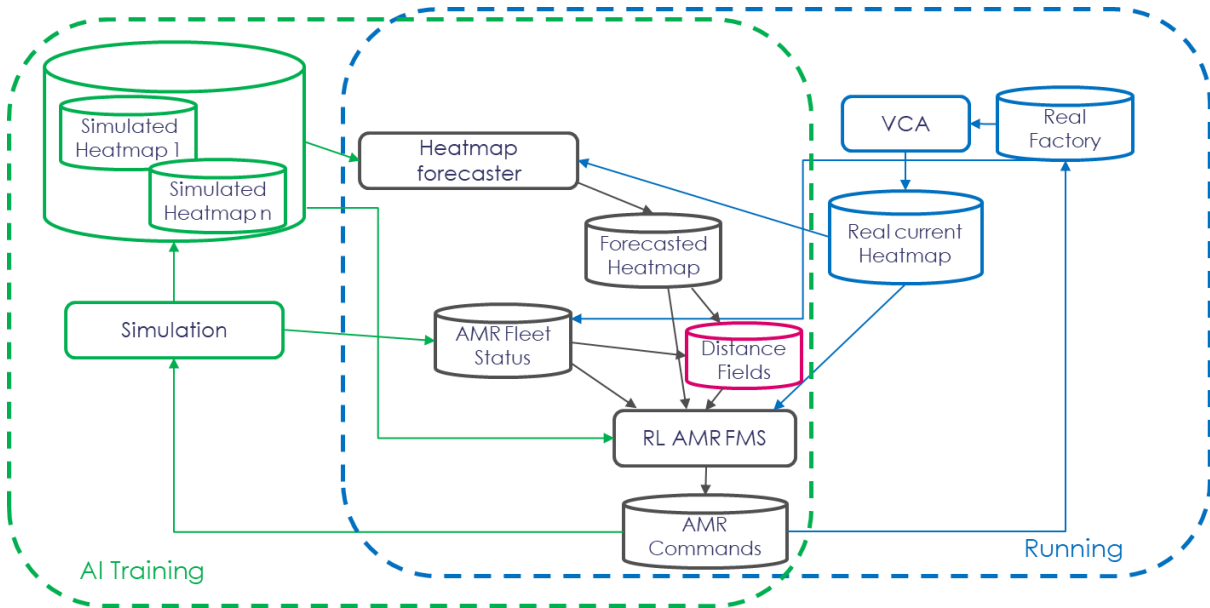 Simulated
Heatmap 1
Simulated
Heatmap n
Heatmap
forecaster
VCA
Real
Factory
Forecasted
Heatmap
Real current
Heatmap
Simulation
AMR Fleet
Status
Distance
Fields
RL AMR FMS
AMR
Commands
AI Training
Running